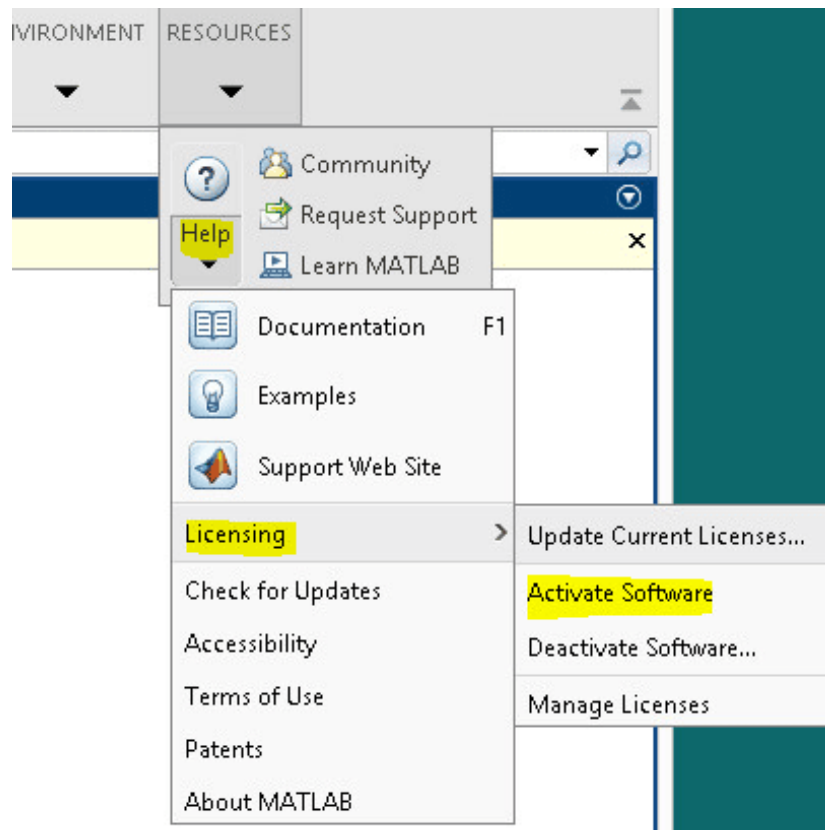 VIRONMENT RESOURCES
?
Community
Request Support
Help
Learn MATLAB
Documentation F1
Examples
Support Web Site
Licensing
Update Current Licenses...
Check for Updates
Activate Software
Accessibility
Deactivate Software...
Terms of Use
Manage Licenses
Patents
About MATLAB